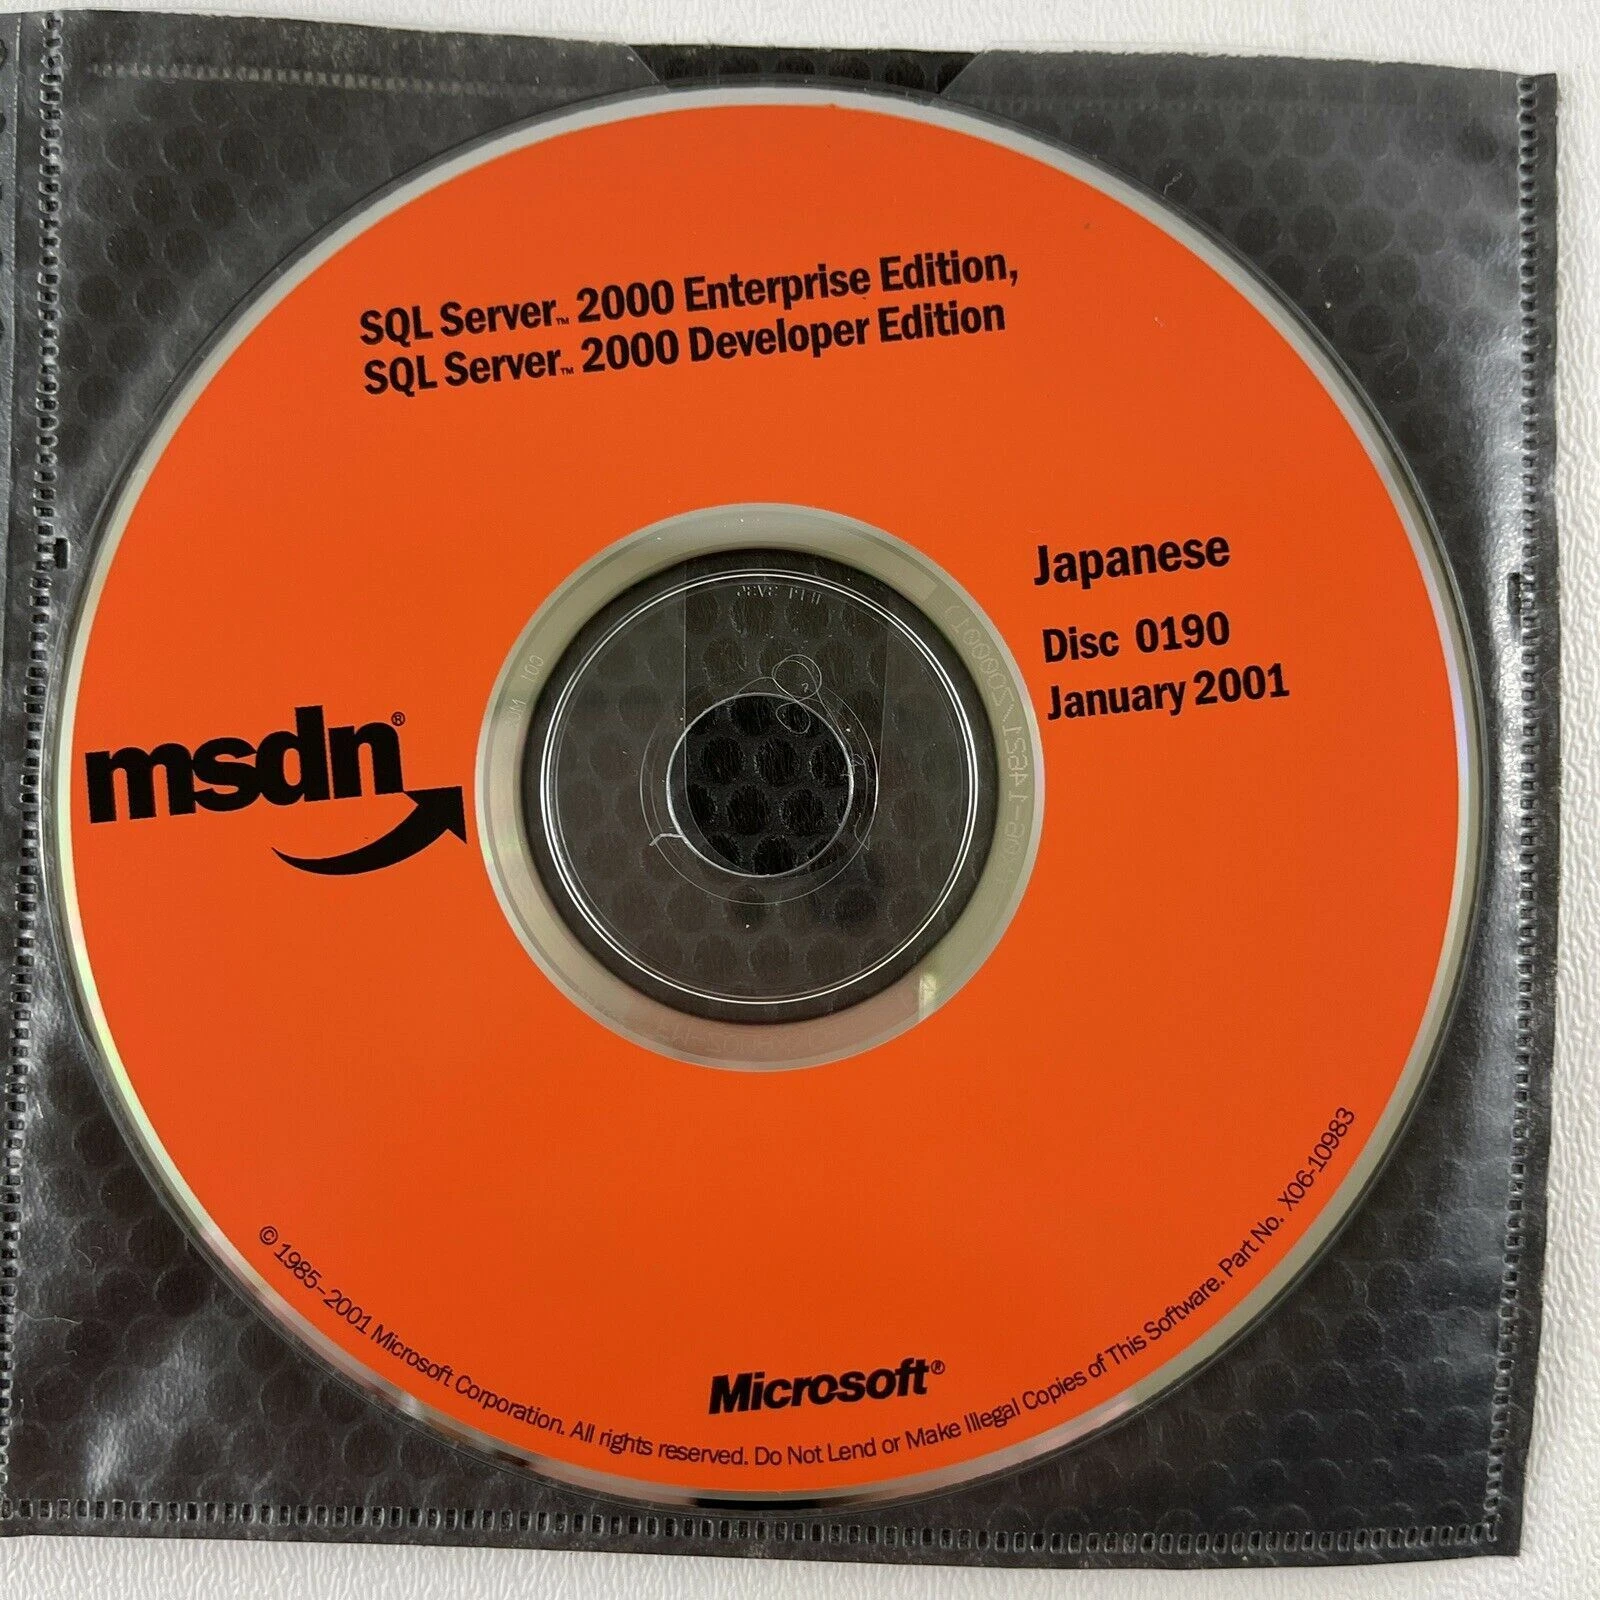 SQL Server™ 2000 Enterprise Edition,
SQL Server™ 2000 Developer Edition
Japanese
Disc 0190
January 2001
msdn®
Microsoft®
© 1985–2001 Microsoft Corporation. All rights reserved. Do Not Lend or Make Illegal Copies of This Software. Part No. X06-10983